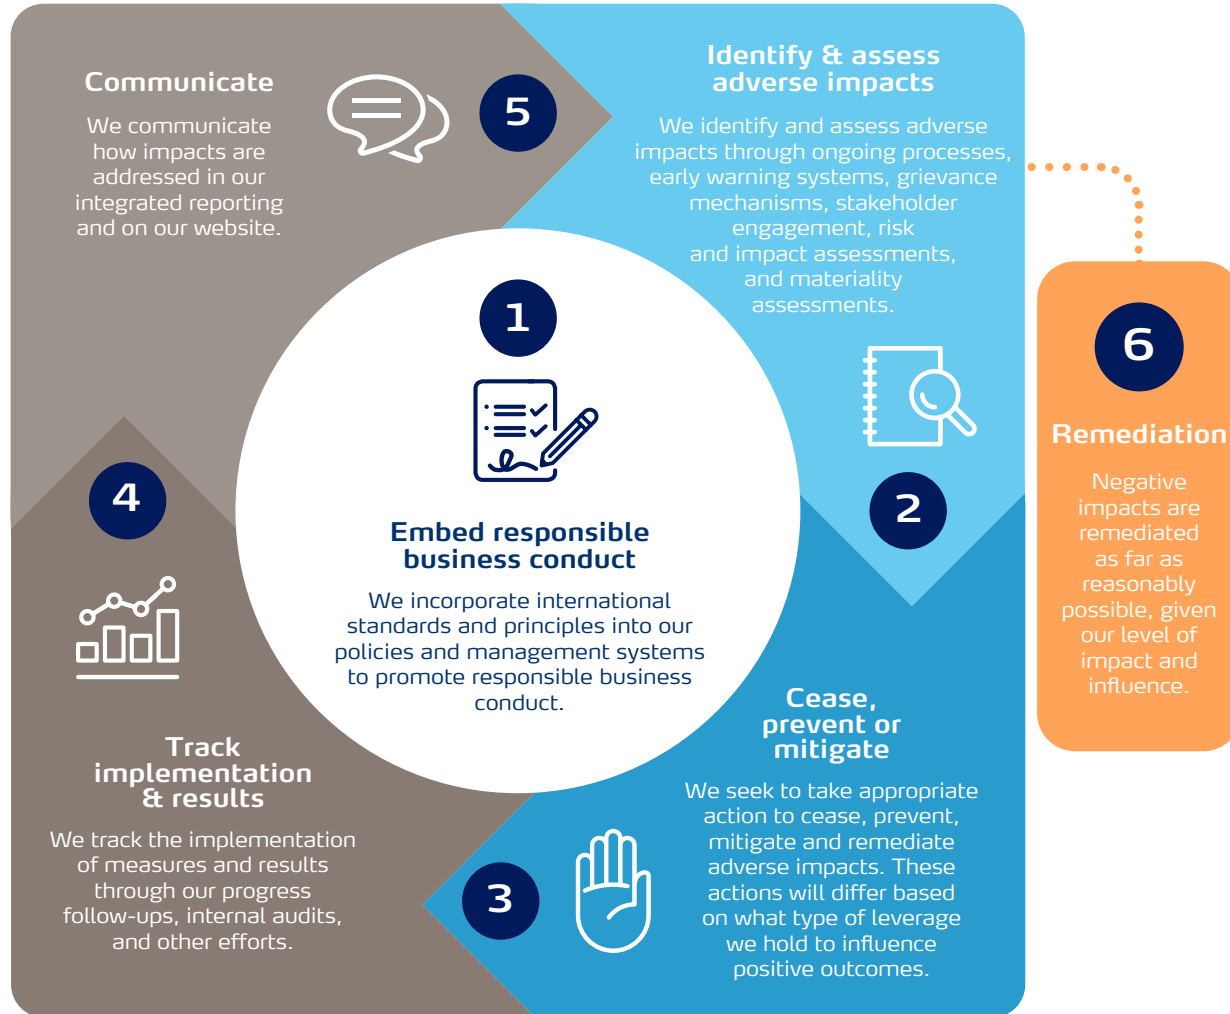 1
Embed responsible
business conduct
We incorporate international
standards and principles into our
policies and management systems
to promote responsible business
conduct.
Identify & assess
adverse impacts
We identify and assess adverse
impacts through ongoing processes,
early warning systems, grievance
mechanisms, stakeholder
engagement, risk
and impact assessments,
and materiality
assessments.
2
Cease,
prevent or
mitigate
We seek to take appropriate
action to cease, prevent,
mitigate and remediate
adverse impacts. These
actions will differ based
on what type of leverage
we hold to influence
positive outcomes.
3
Track
implementation
& results
We track the implementation
of measures and results
through our progress
follow-ups, internal audits,
and other efforts.
4
Communicate
We communicate
how impacts are
addressed in our
integrated reporting
and on our website.
5
6
Remediation
Negative
impacts are
remediated
as far as
reasonably
possible, given
our level of
impact and
influence.